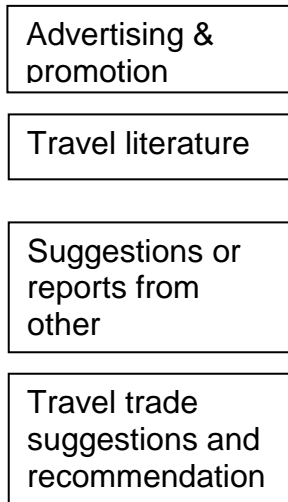 Advertising &
promotion
Travel literature
Suggestions or
reports from
other
Travel trade
suggestions and
recommendation